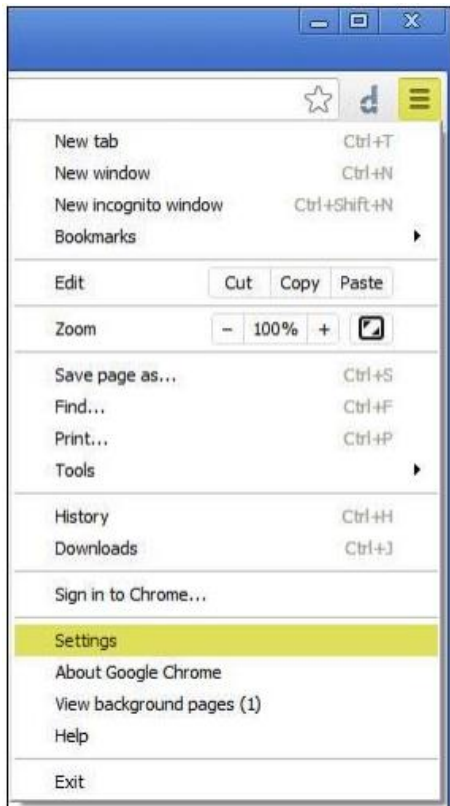 d
New tab Ctrl+T
New window Ctrl+N
New incognito window Ctrl+Shift+N
Bookmarks
Edit Cut Copy Paste
Zoom - 100% +
Save page as... Ctrl+S
Find... Ctrl+F
Print... Ctrl+P
Tools
History Ctrl+H
Downloads Ctrl+J
Sign in to Chrome...
Settings
About Google Chrome
View background pages (1)
Help
Exit